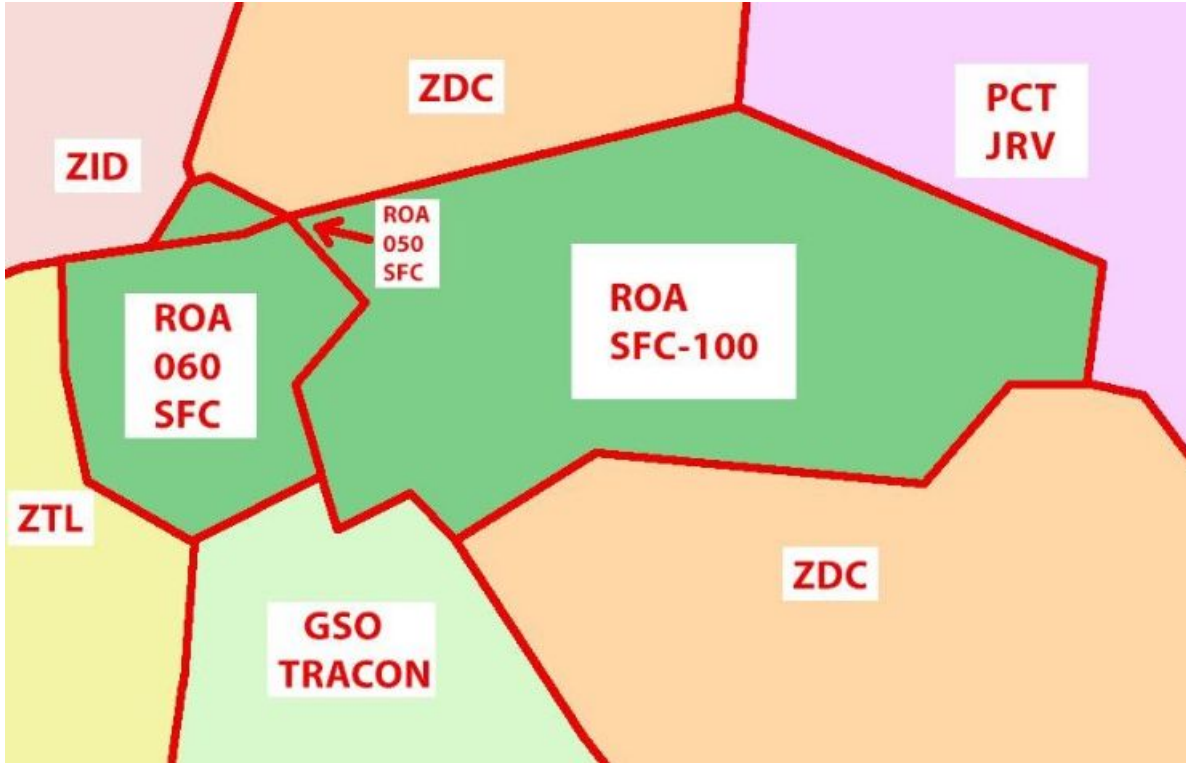 ZDC
PCT
JRV
ZID
ROA
050
SFC
ROA
SFC-100
ROA
060
SFC
ZTL
ZDC
GSO
TRACON